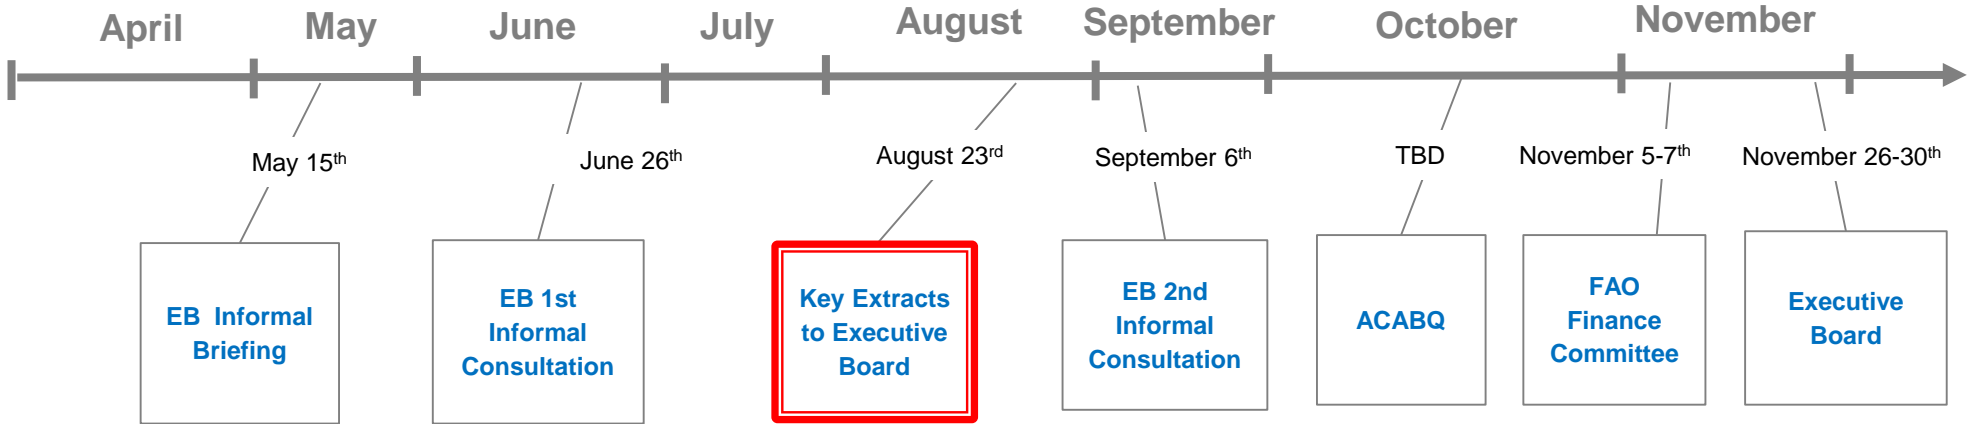 April May June July August September October November
May 15th June 26th August 23rd September 6th TBD November 5-7th November 26-30th
EB Informal
Briefing
EB 1st
Informal
Consultation
Key Extracts
to Executive
Board
EB 2nd
Informal
Consultation
ACABQ
FAO
Finance
Committee
Executive
Board